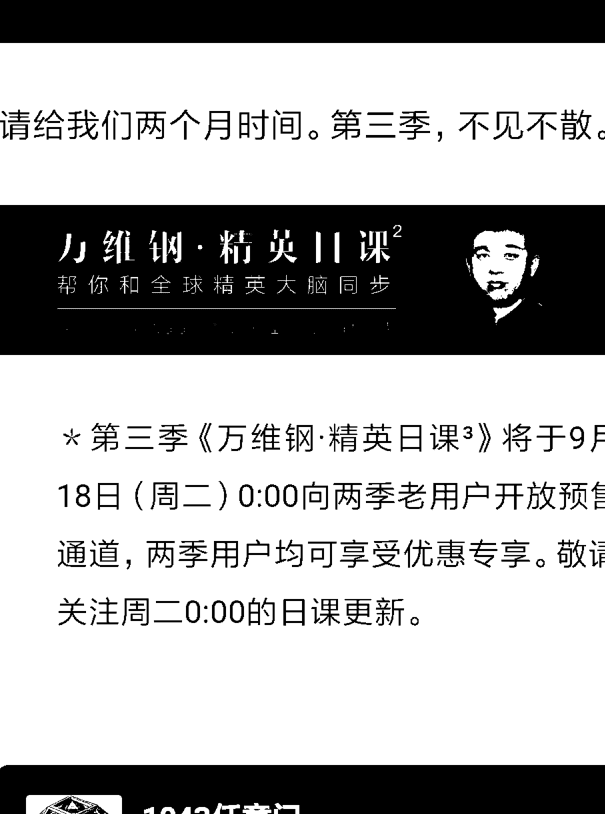 请给我们两个月时间。第三季，不见不散。
万维钢·精英日课²
帮你和全球精英大脑同步
＊第三季《万维钢·精英日课³》将于9月
18日（周二）0:00向两季老用户开放预售
通道，两季用户均可享受优惠专享。敬请
关注周二0:00的日课更新。